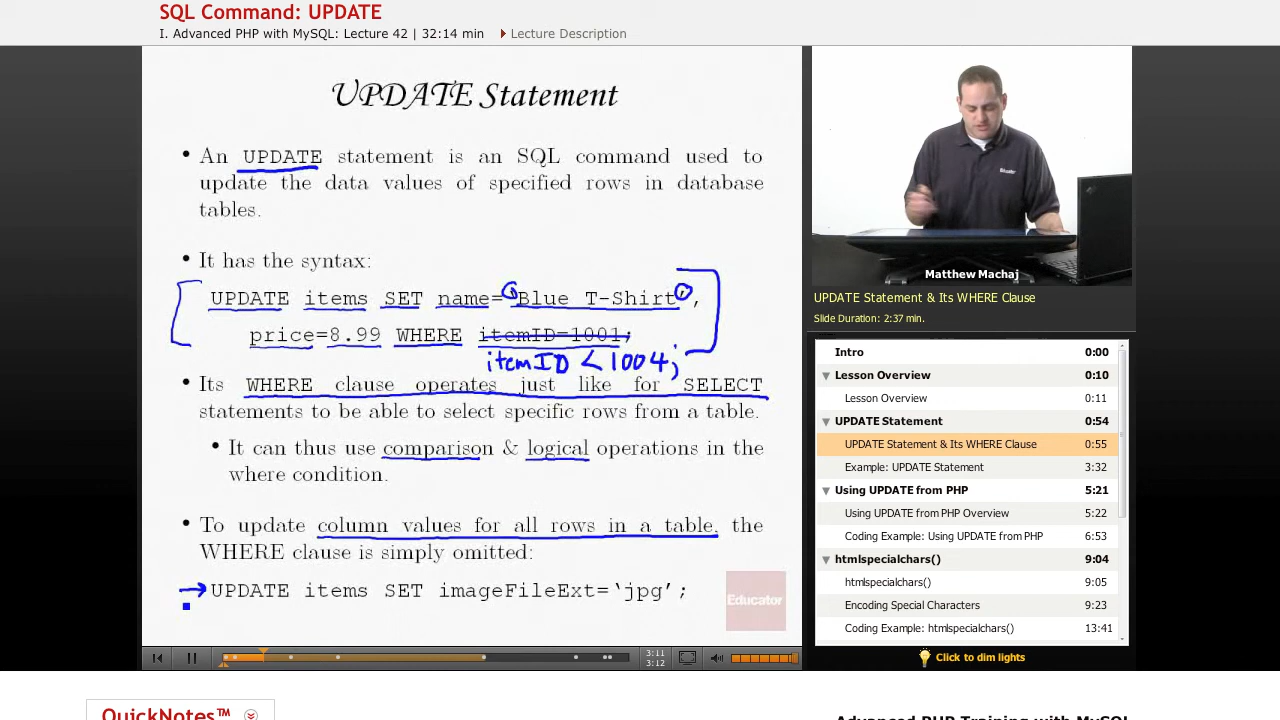 SQL Command: UPDATE
I. Advanced PHP with MySQL: Lecture 42 | 32:14 min
Lecture Description
UPDATE Statement
• An UPDATE statement is an SQL command used to
update the data values of specified rows in database
tables.
• It has the syntax:
UPDATE items SET name='Blue T-Shirt',
price=8.99 WHERE itemID=1001;
itemID < 1004;
• Its WHERE clause operates just like for SELECT
statements to be able to select specific rows from a table.
• It can thus use comparison & logical operations in the
where condition.
• To update column values for all rows in a table, the
WHERE clause is simply omitted:
→UPDATE items SET imageFileExt=‘jpg’;
Educator
3:11
3:12
Matthew Machaj
UPDATE Statement & Its WHERE Clause
Slide Duration: 2:37 min.
Intro 0:00
Lesson Overview 0:10
Lesson Overview 0:11
UPDATE Statement 0:54
UPDATE Statement & Its WHERE Clause 0:55
Example: UPDATE Statement 3:32
Using UPDATE from PHP 5:21
Using UPDATE from PHP Overview 5:22
Coding Example: Using UPDATE from PHP 6:53
htmlspecialchars() 9:04
htmlspecialchars() 9:05
Encoding Special Characters 9:23
Coding Example: htmlspecialchars() 13:41
Click to dim lights
QuickNotes™
Advanced PHP Training with MySQL